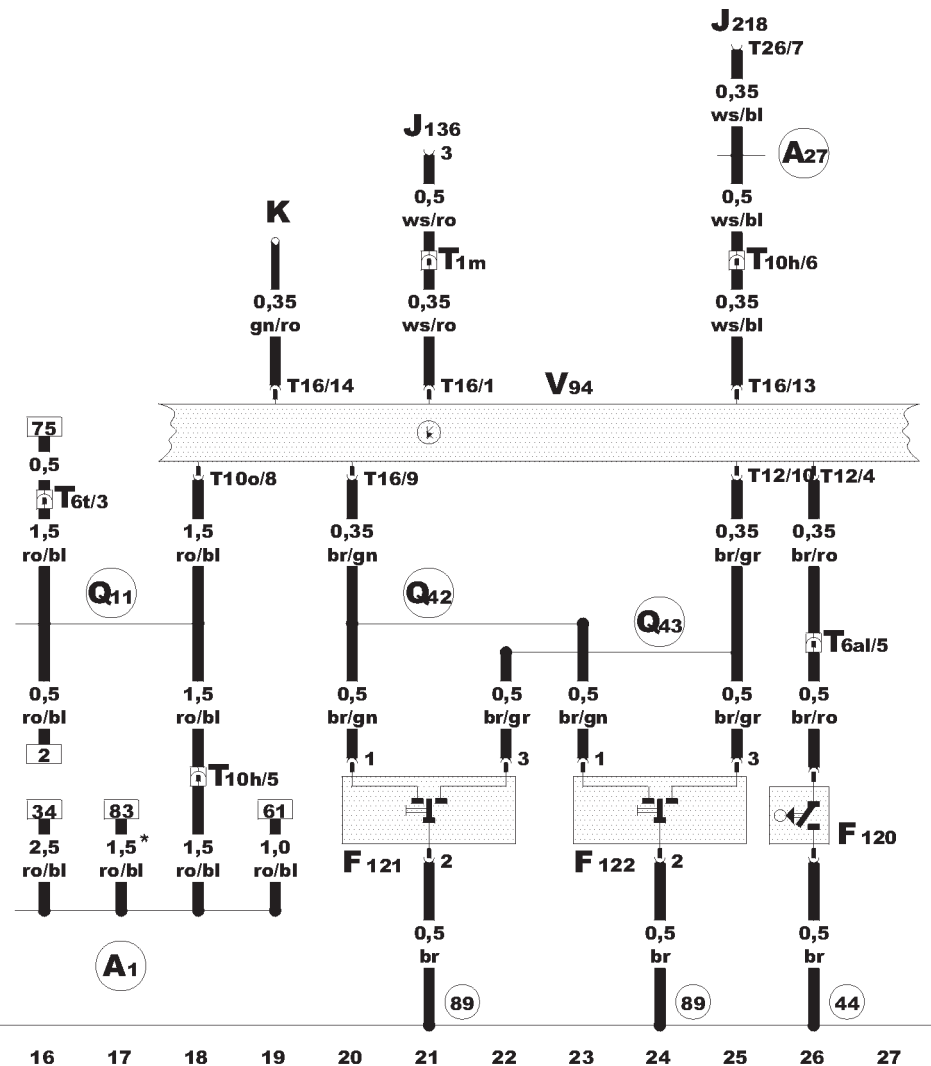 J218
T26/7
0,35
ws/bl
J136
3
A27
0,5
ws/ro
0,5
ws/bl
K
T1m
T10h/6
0,35
gn/ro
0,35
ws/ro
0,35
ws/bl
T16/14
T16/1
V94
T16/13
75
0,5
T10o/8
T16/9
T12/10
T12/4
T6t/3
1,5
ro/bl
1,5
ro/bl
0,35
br/gn
0,35
br/gr
0,35
br/ro
Q11
Q42
Q43
T6al/5
0,5
ro/bl
1,5
ro/bl
0,5
br/gn
0,5
br/gr
0,5
br/gn
0,5
br/gr
0,5
br/ro
2
1
3
1
3
T10h/5
34
83
61
2,5
ro/bl
1,5*
ro/bl
1,5
ro/bl
1,0
ro/bl
F120
F121
2
F122
2
0,5
br
0,5
br
0,5
br
A1
89
89
44
16 17 18 19 20 21 22 23 24 25 26 27